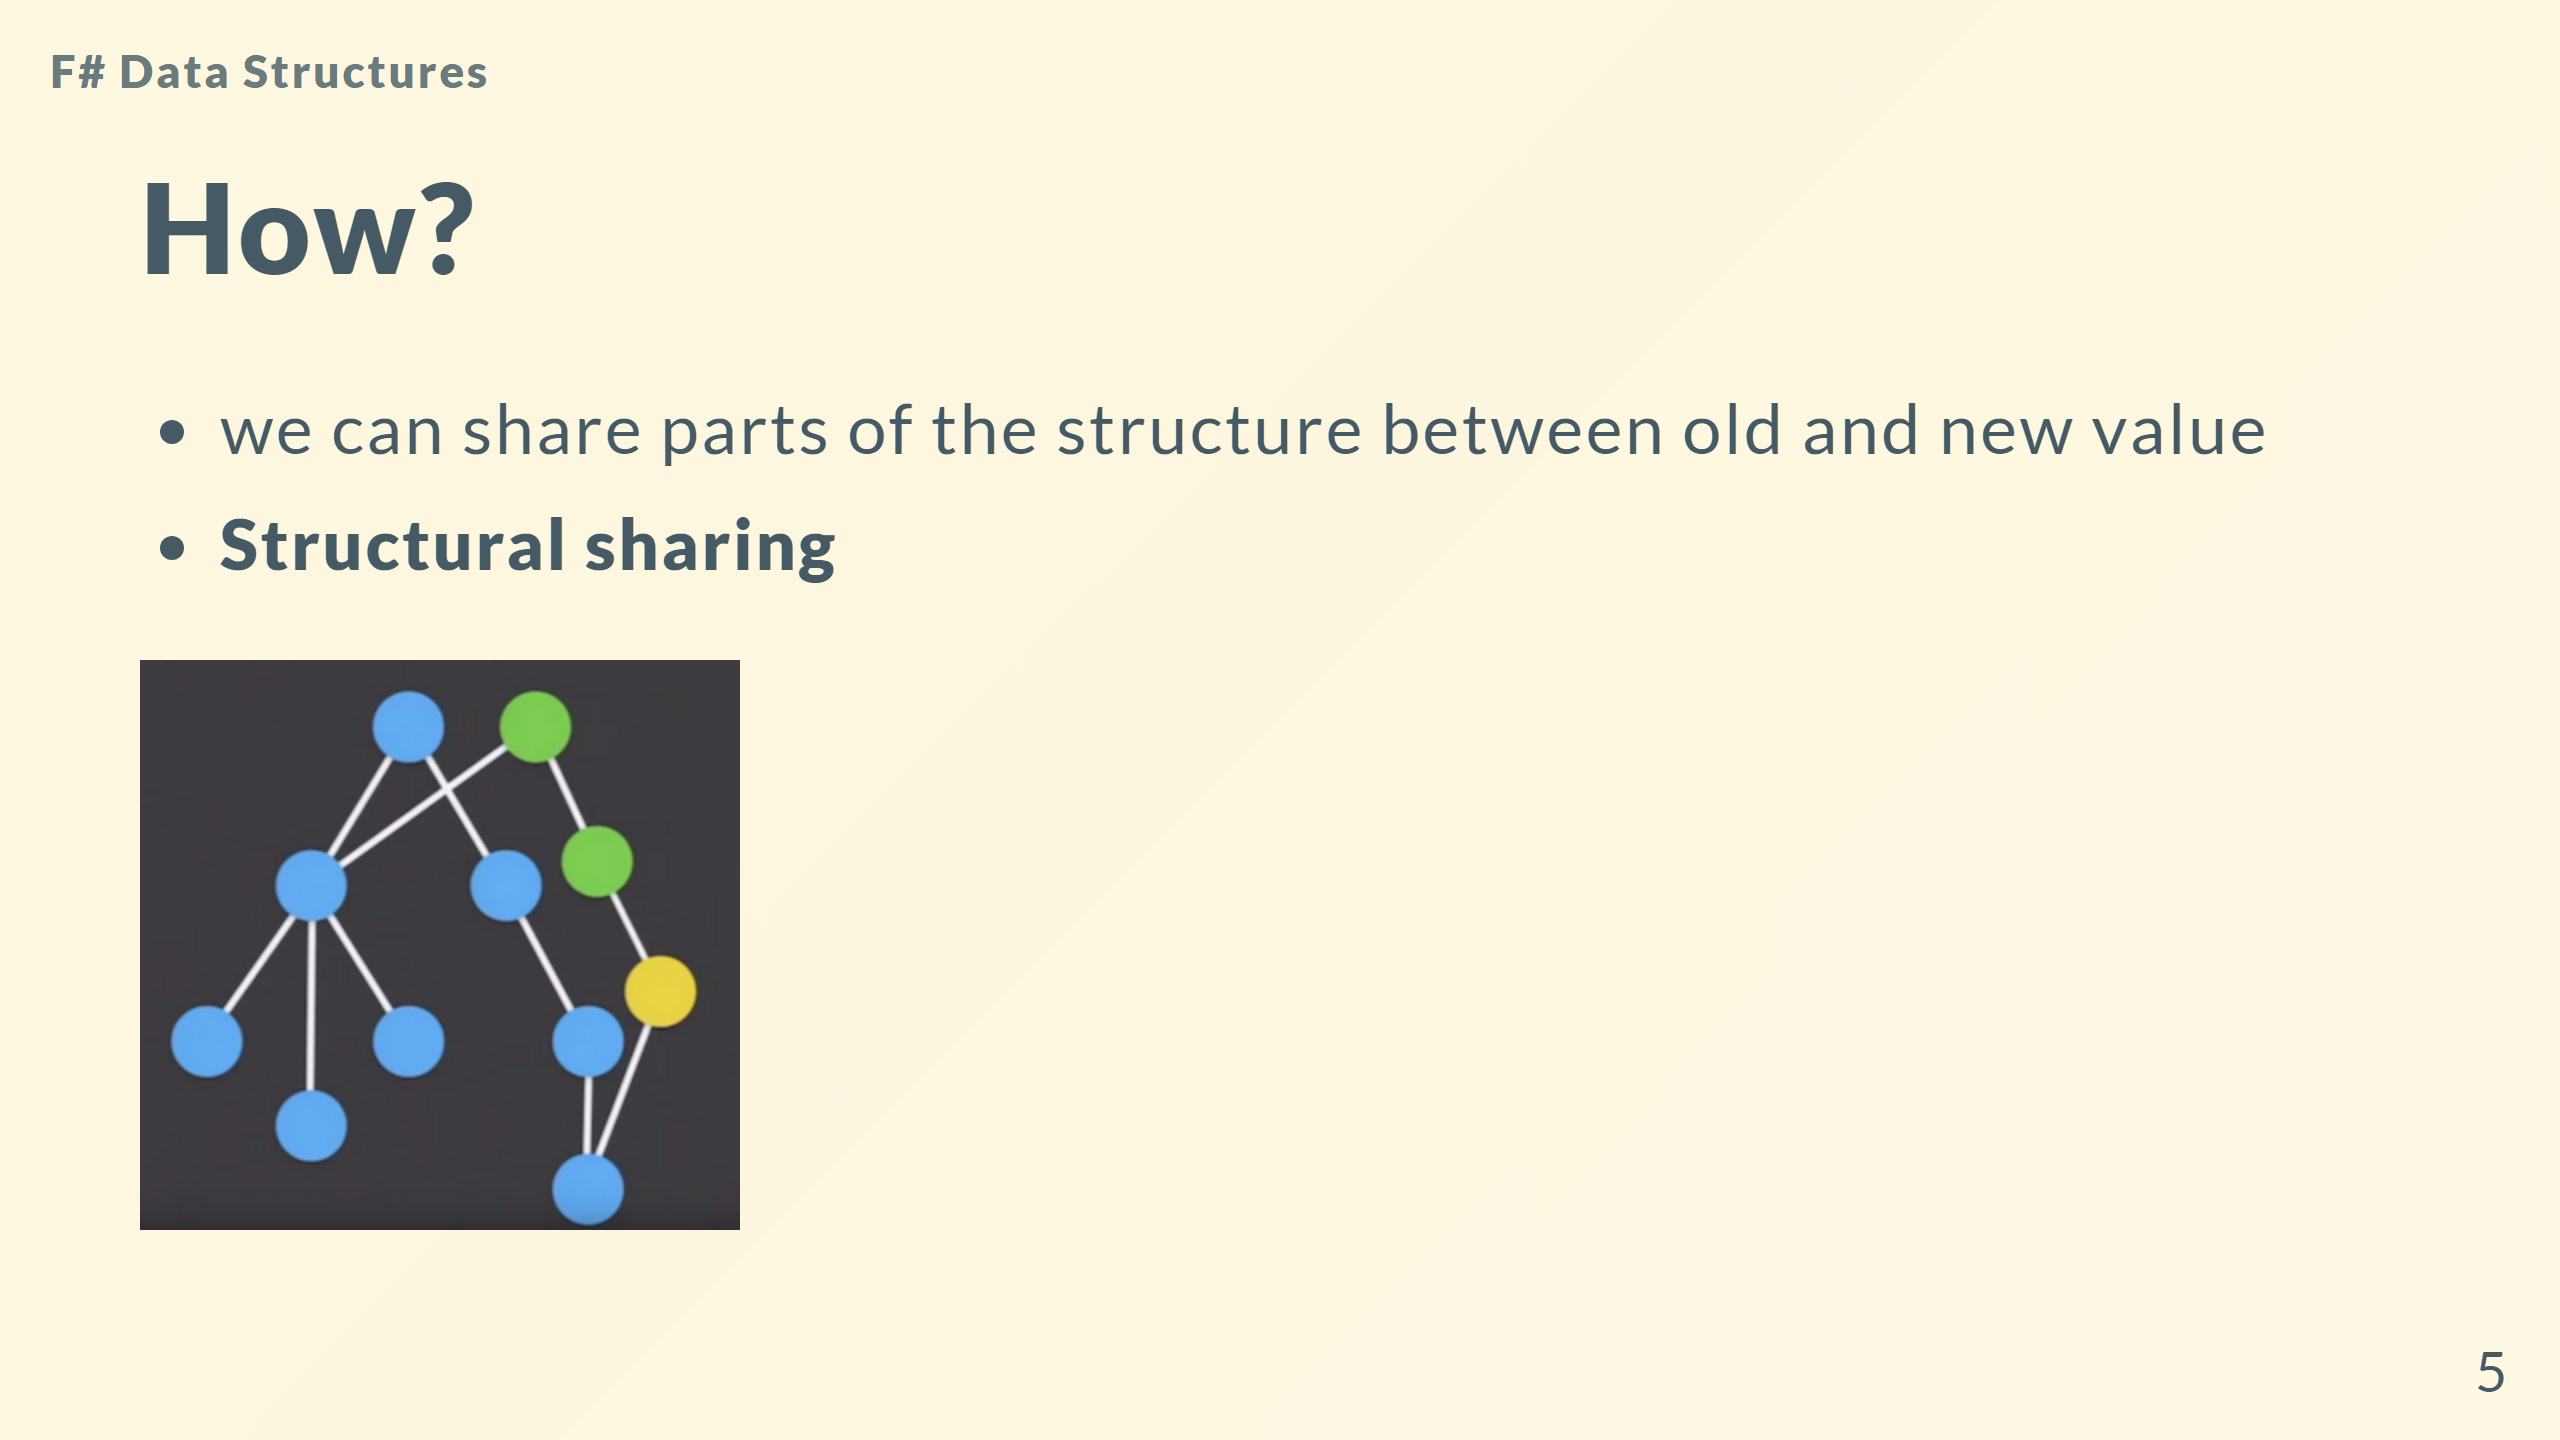 F# Data Structures
How?
we can share parts of the structure between old and new value
Structural sharing
5